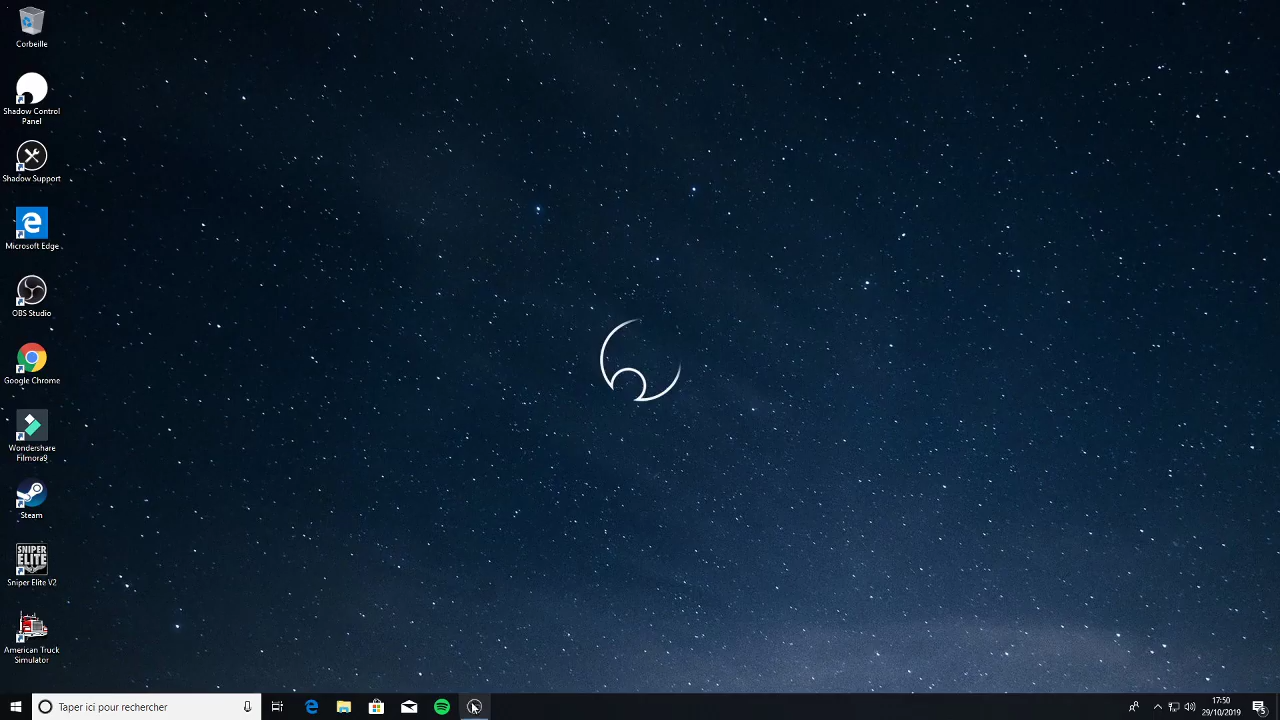 Corbeille
Shadow Control
Panel
Shadow Support
Microsoft Edge
OBS Studio
Google Chrome
Wondershare
Filmora9
Steam
SNIPER
ELITE
Sniper Elite V2
American Truck
Simulator
Taper ici pour rechercher
17:50
29/10/2019